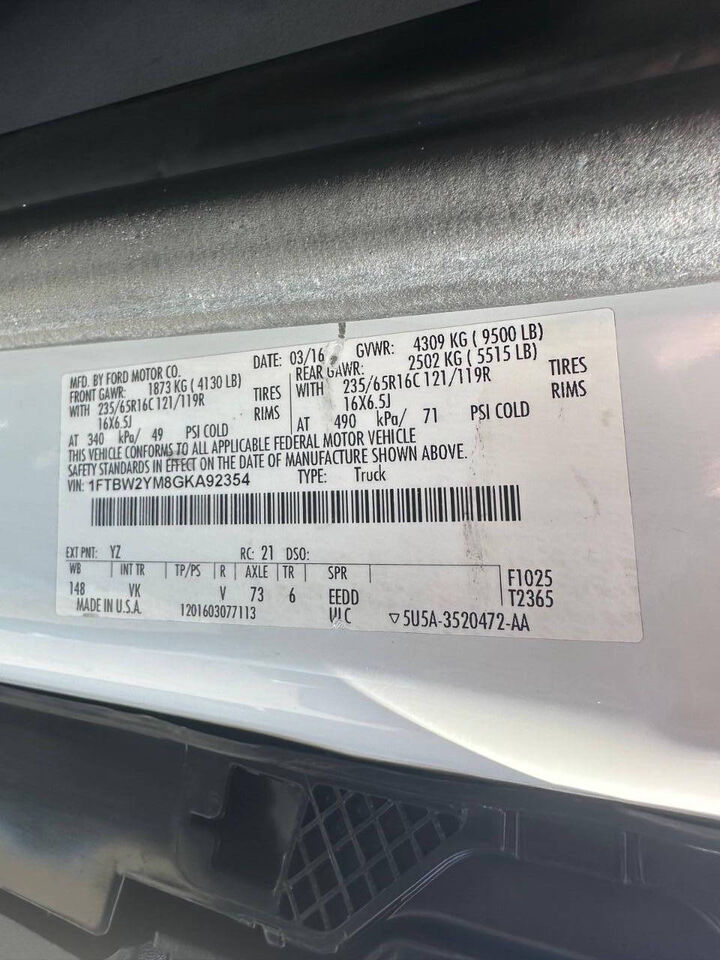 MFD. BY FORD MOTOR CO. DATE: 03/16 GVWR: 4309 KG ( 9500 LB)
FRONT GAWR: 1873 KG ( 4130 LB) REAR GAWR: 2502 KG ( 5515 LB)
WITH 235/65R16C 121/119R TIRES WITH 235/65R16C 121/119R TIRES
16X6.5J RIMS 16X6.5J RIMS
AT 340 kPa/ 49 PSI COLD AT 490 kPa/ 71 PSI COLD
THIS VEHICLE CONFORMS TO ALL APPLICABLE FEDERAL MOTOR VEHICLE
SAFETY STANDARDS IN EFFECT ON THE DATE OF MANUFACTURE SHOWN ABOVE.
VIN: 1FTBW2YM8GKA92354 TYPE: Truck
EXT PNT: YZ RC: 21 DSO:
WB INT TR TP/PS R AXLE TR SPR F1025
148 VK V 73 6 EEDD T2365
MADE IN U.S.A. 1201603077113 ▽5U5A-3520472-AA